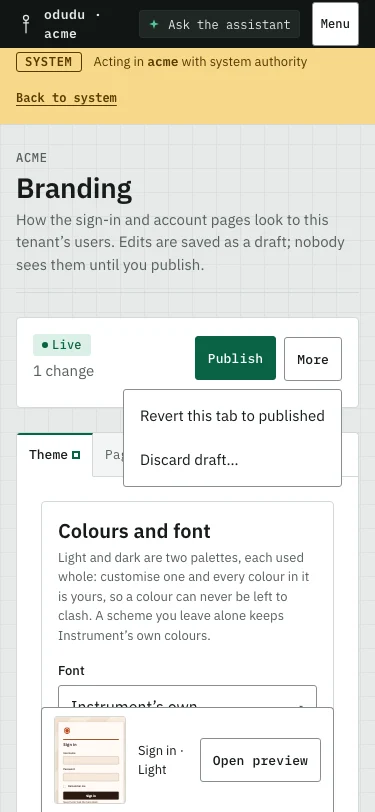 odudu ·
acme
Ask the assistant
Menu
SYSTEM Acting in acme with system authority
Back to system
ACME
Branding
How the sign-in and account pages look to this
tenant’s users. Edits are saved as a draft; nobody
sees them until you publish.
Live
1 change
Publish
More
Revert this tab to published
Discard draft…
Theme
Colours and font
Light and dark are two palettes, each used
whole: customise one and every colour in it
is yours, so a colour can never be left to
clash. A scheme you leave alone keeps
Instrument’s own colours.
Font
Instrument’s own
Sign in
Sign in ·
Light
Open preview